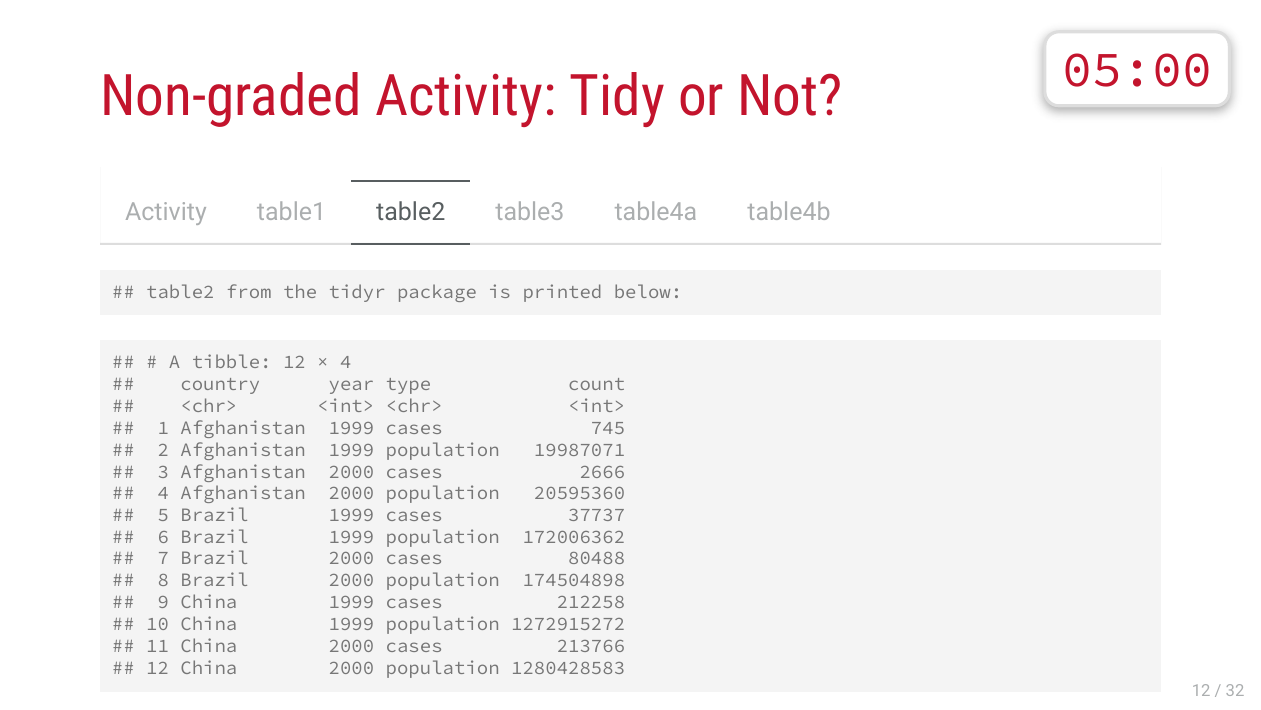 05:00
Non-graded Activity: Tidy or Not?
Activity table1 table2 table3 table4a table4b
## table2 from the tidyr package is printed below:
## # A tibble: 12 × 4
##    country      year type            count
##    <chr>       <int> <chr>           <int>
##  1 Afghanistan  1999 cases             745
##  2 Afghanistan  1999 population   19987071
##  3 Afghanistan  2000 cases            2666
##  4 Afghanistan  2000 population   20595360
##  5 Brazil       1999 cases           37737
##  6 Brazil       1999 population  172006362
##  7 Brazil       2000 cases           80488
##  8 Brazil       2000 population  174504898
##  9 China        1999 cases          212258
## 10 China        1999 population 1272915272
## 11 China        2000 cases          213766
## 12 China        2000 population 1280428583
12 / 32